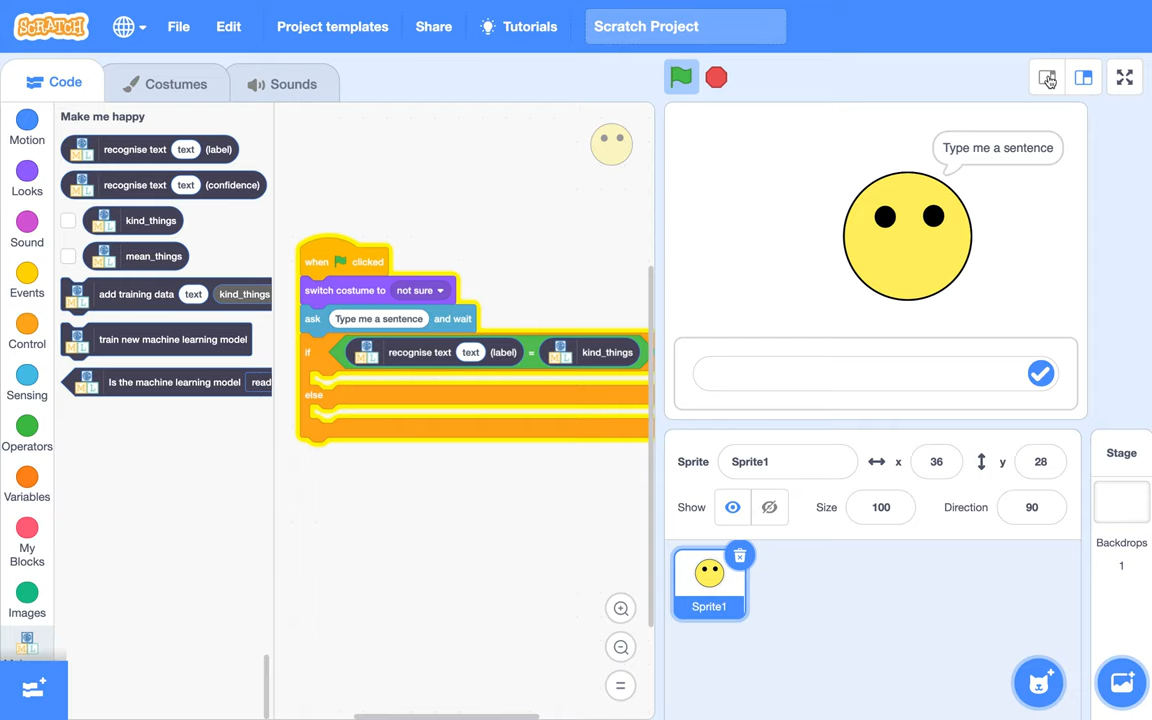 SCRATCH
File
Edit
Project templates
Share
Tutorials
Scratch Project
Code
Costumes
Sounds
Motion
Looks
Sound
Events
Control
Sensing
Operators
Variables
My
Blocks
Images
Make me happy
recognise text text (label)
recognise text text (confidence)
kind_things
mean_things
add training data text kind_things
train new machine learning model
Is the machine learning model read
when clicked
switch costume to not sure
ask Type me a sentence and wait
if recognise text text (label) = kind_things
else
Type me a sentence
Sprite Sprite1 x 36 y 28
Show Size 100 Direction 90
Sprite1
Stage
Backdrops
1